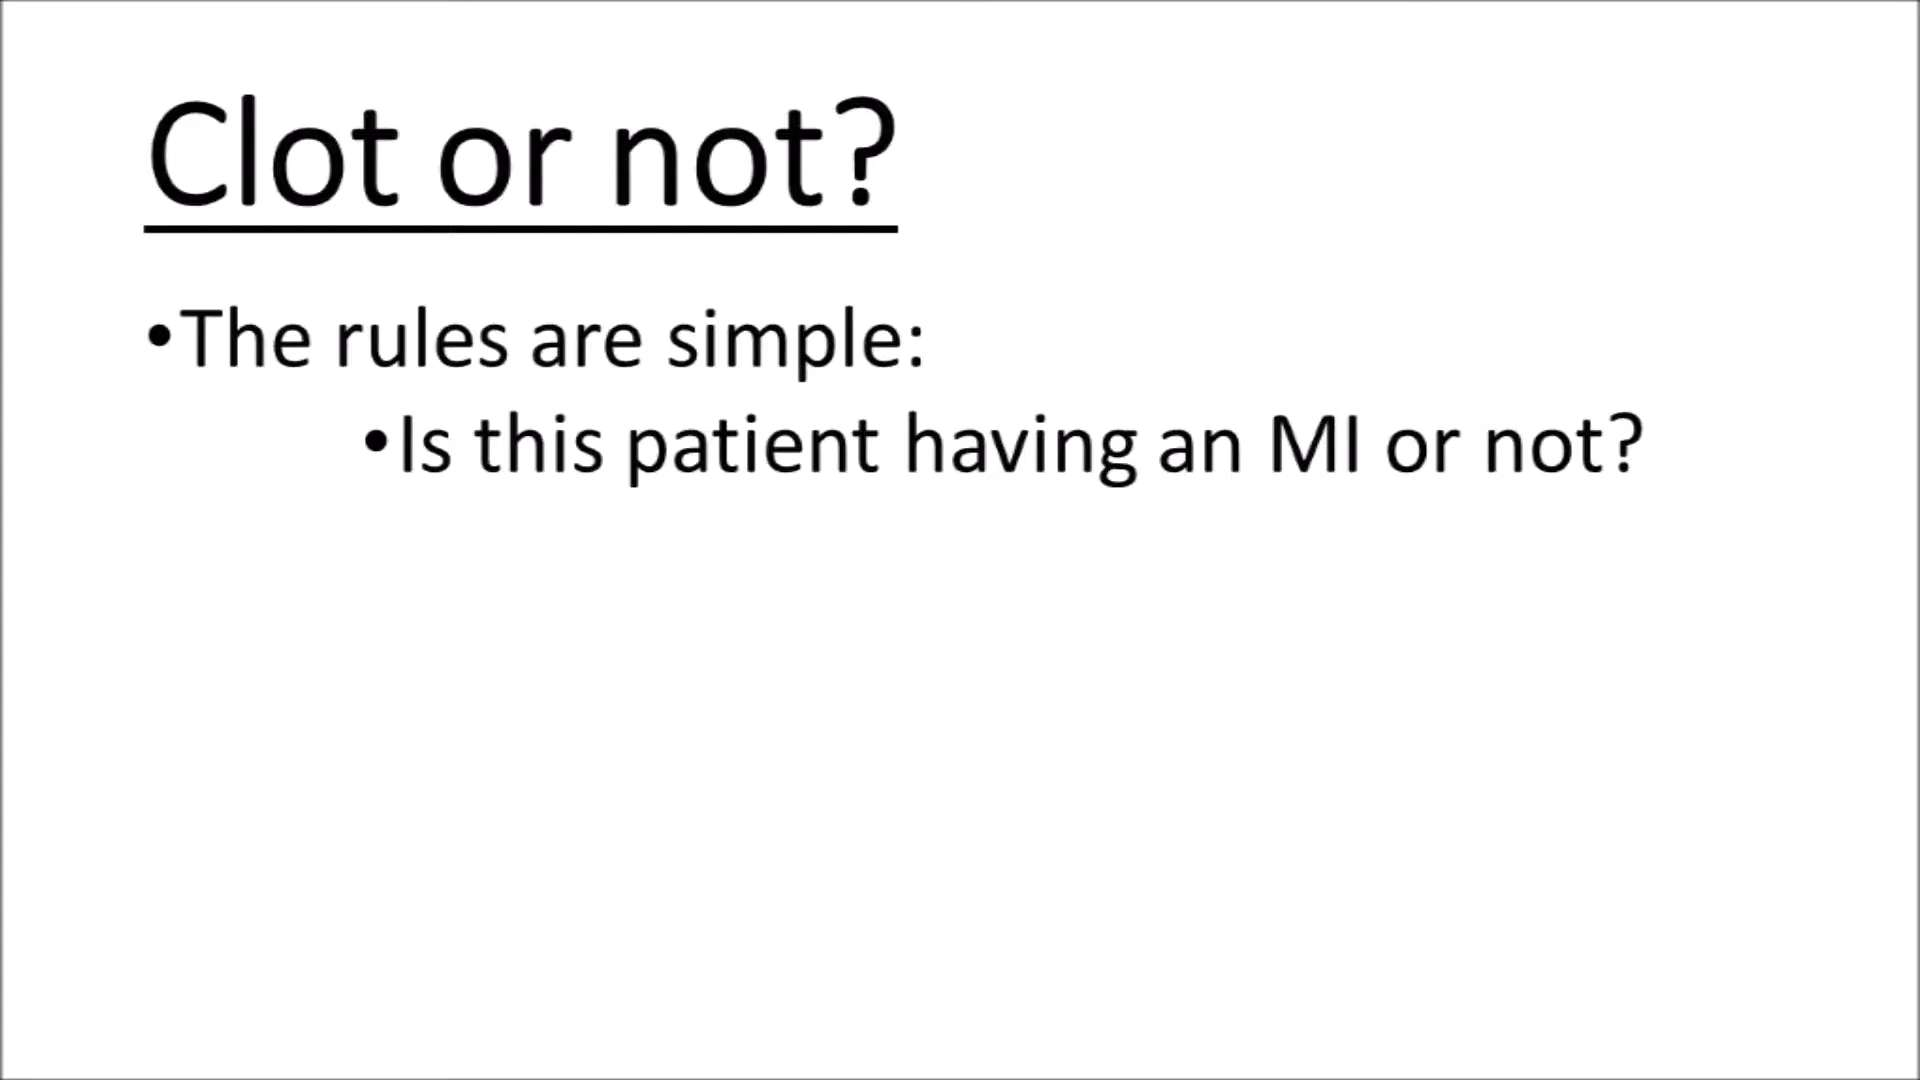 Clot or not?
•The rules are simple:
•Is this patient having an MI or not?